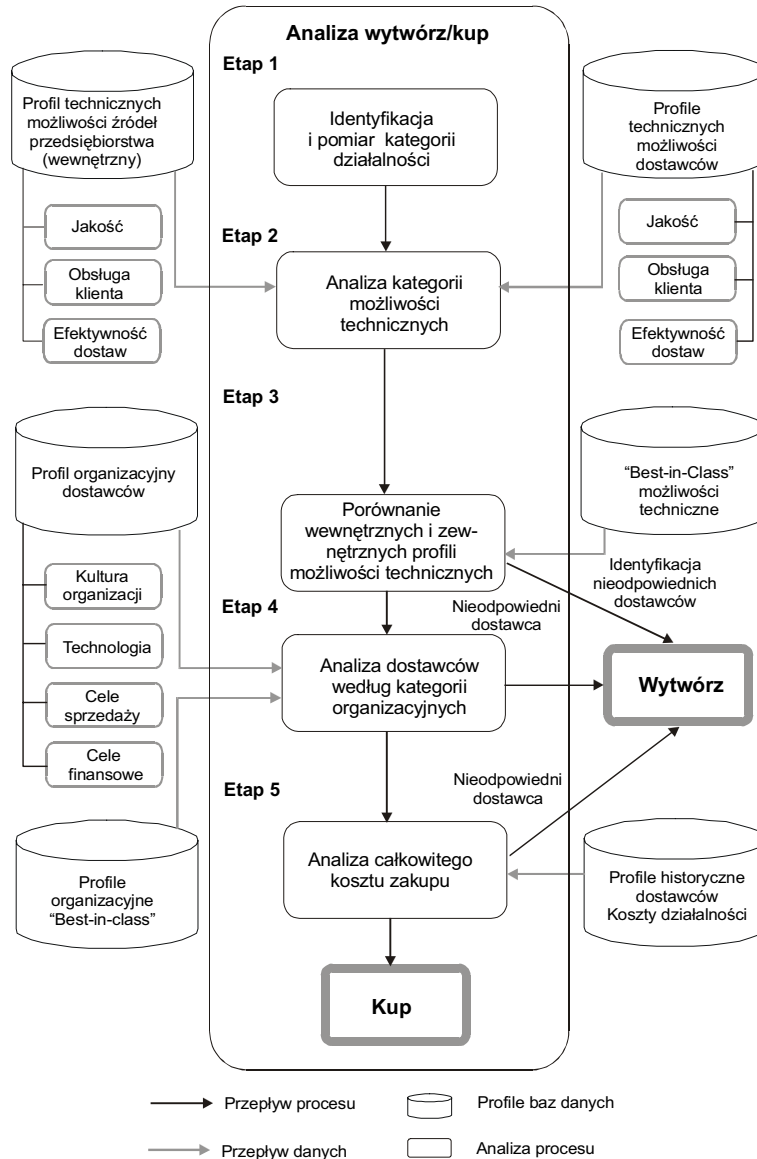 Analiza wytwórz/kup
Etap 1
Profil technicznych
możliwości źródeł
przedsiębiorstwa
(wewnętrzny)
Jakość
Obsługa
klienta
Efektywność
dostaw
Identyfikacja
i pomiar kategorii
działalności
Profile
technicznych
możliwości
dostawców
Jakość
Obsługa
klienta
Efektywność
dostaw
Etap 2
Analiza kategorii
możliwości
technicznych
Etap 3
Profil organizacyjny
dostawców
Kultura
organizacji
Technologia
Cele
sprzedaży
Cele
finansowe
Porównanie
wewnętrznych i zew-
nętrznych profili
możliwości technicznych
“Best-in-Class”
możliwości
techniczne
Identyfikacja
nieodpowiednich
dostawców
Etap 4
Nieodpowiedni
dostawca
Analiza dostawców
według kategorii
organizacyjnych
Wytwórz
Etap 5
Nieodpowiedni
dostawca
Profile
organizacyjne
“Best-in-class”
Analiza całkowitego
kosztu zakupu
Profile historyczne
dostawców
Koszty działalności
Kup
Przepływ procesu
Profile baz danych
Przepływ danych
Analiza procesu